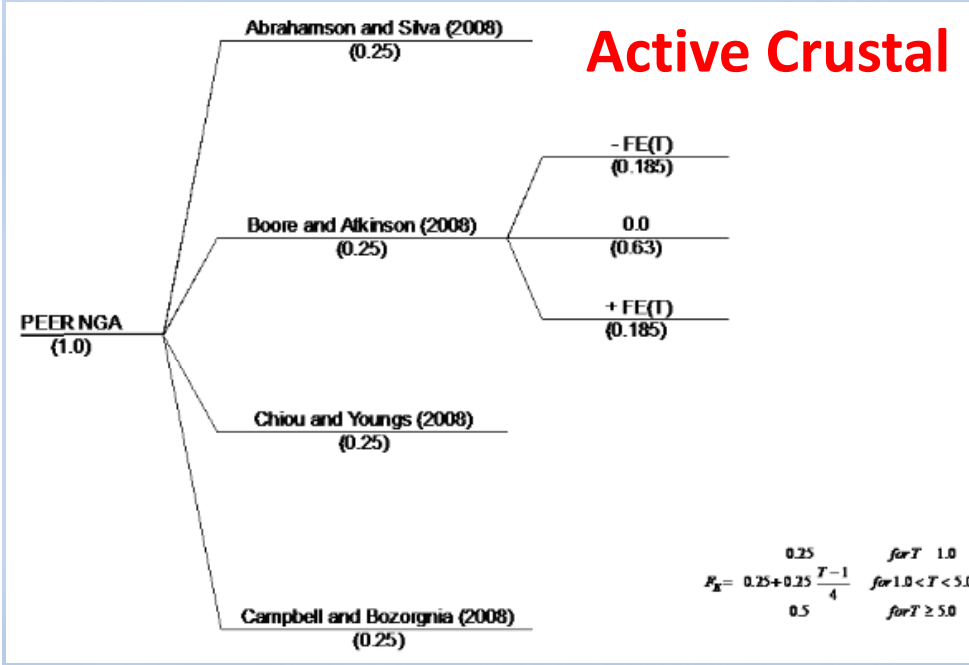 Active Crustal
Abrahamson and Silva (2008)
(0.25)
- FE(T)
(0.185)
Boore and Atkinson (2008)
(0.25)
0.0
(0.63)
+ FE(T)
(0.185)
PEER NGA
(1.0)
Chiou and Youngs (2008)
(0.25)
Campbell and Bozorgnia (2008)
(0.25)
0.25 for T 1.0
F_E = 0.25+0.25 (T-1)/4 for 1.0 < T < 5.0
0.5 for T ≥ 5.0